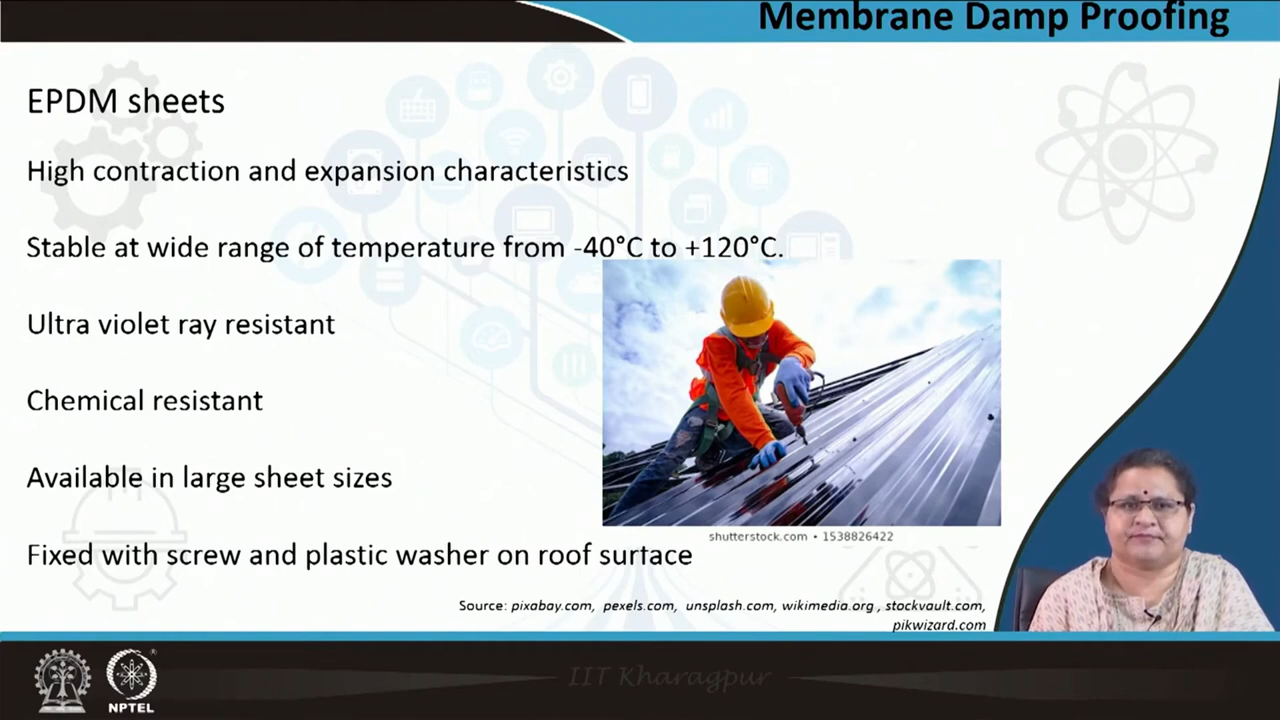 Membrane Damp Proofing
EPDM sheets
High contraction and expansion characteristics
Stable at wide range of temperature from -40°C to +120°C.
Ultra violet ray resistant
Chemical resistant
Available in large sheet sizes
shutterstock.com • 1538826422
Fixed with screw and plastic washer on roof surtace
Source: pixabay.com, pexels.com, unsplash.com, wikimedia.org , stockvault.com,
pikwizard.com
IIT Kharagpur
NPTEL